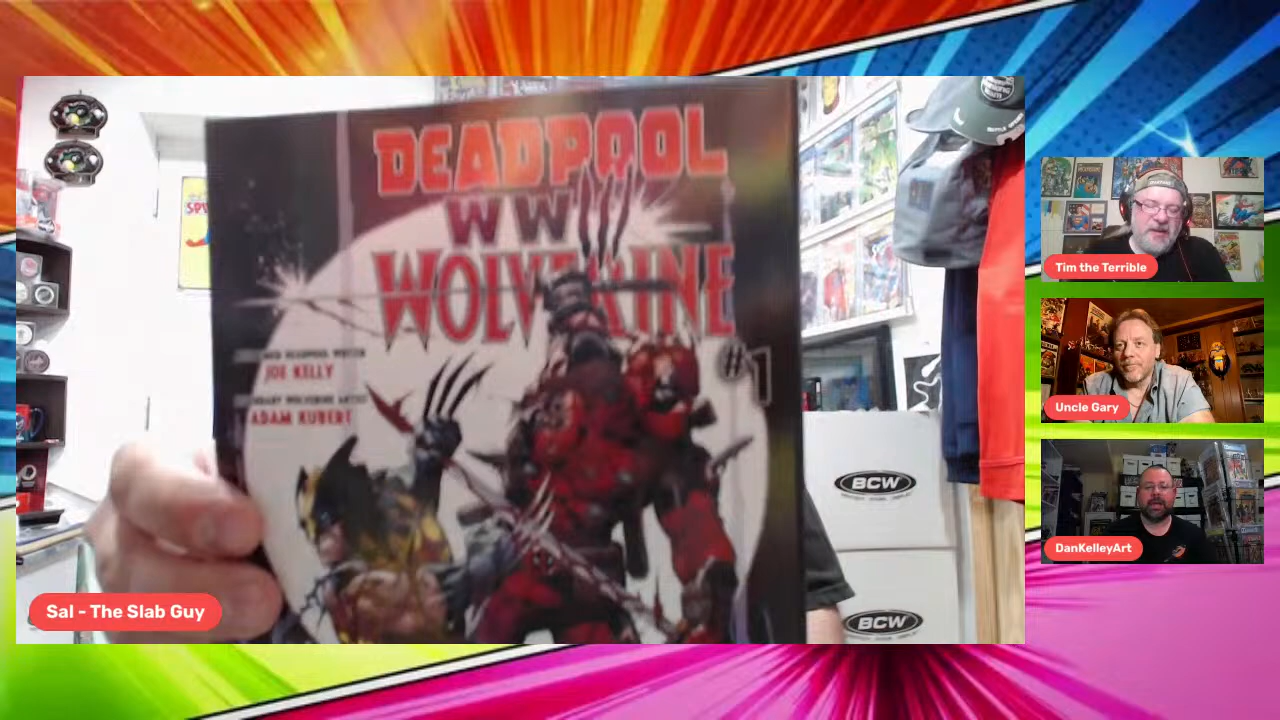 DEADPOOL
WWIII
WOLVERINE
#1
JOE KELLY
ADAM KUBERT
BCW
BCW
Sal - The Slab Guy
Tim the Terrible
Uncle Gary
DanKelleyArt